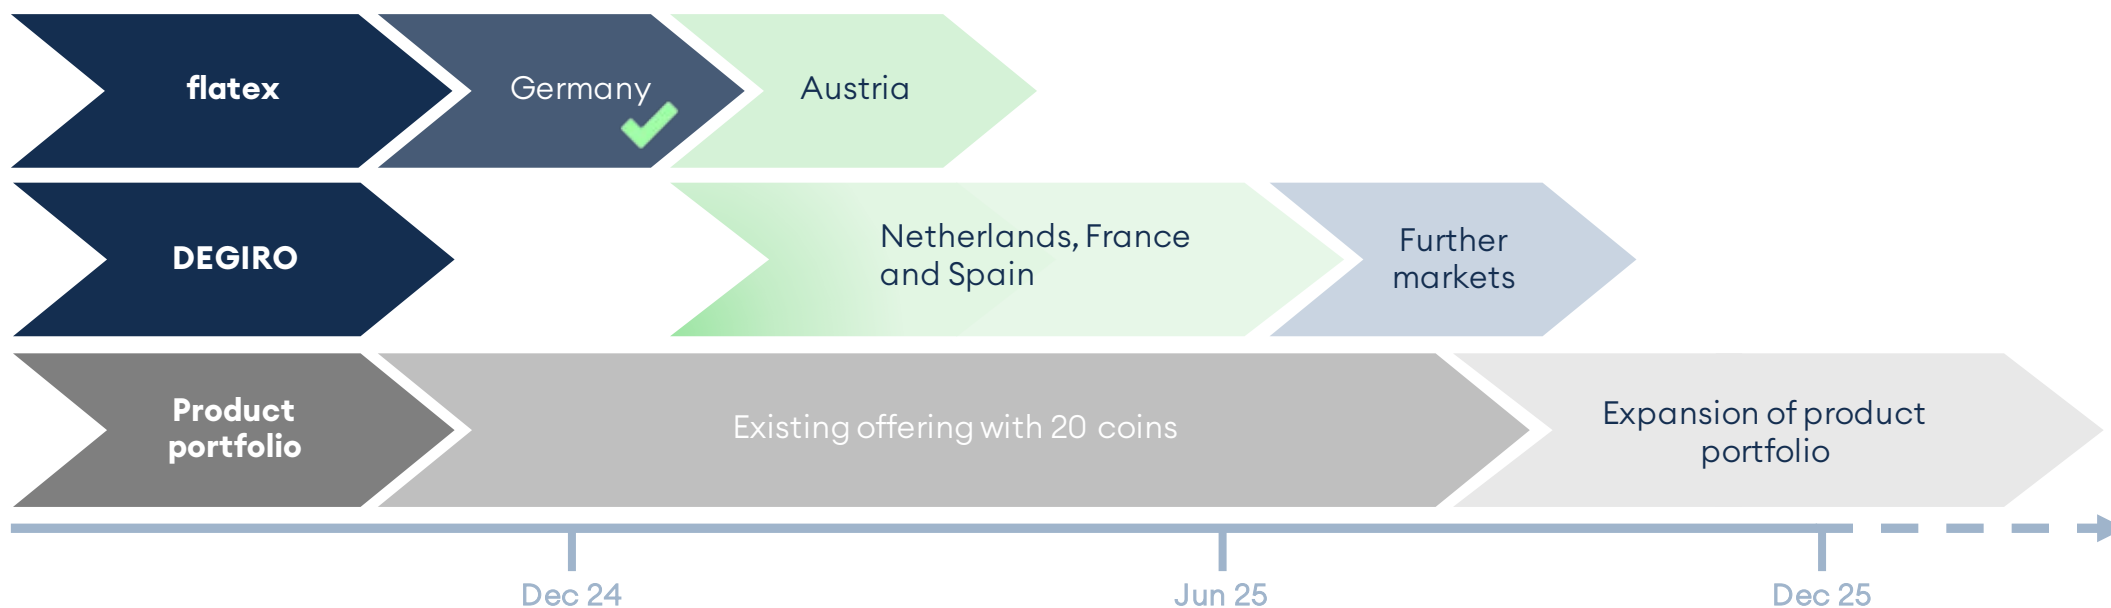 flatex
Germany
Austria
DEGIRO
Netherlands, France
and Spain
Further
markets
Product
portfolio
Existing offering with 20 coins
Expansion of product
portfolio
Dec 24
Jun 25
Dec 25